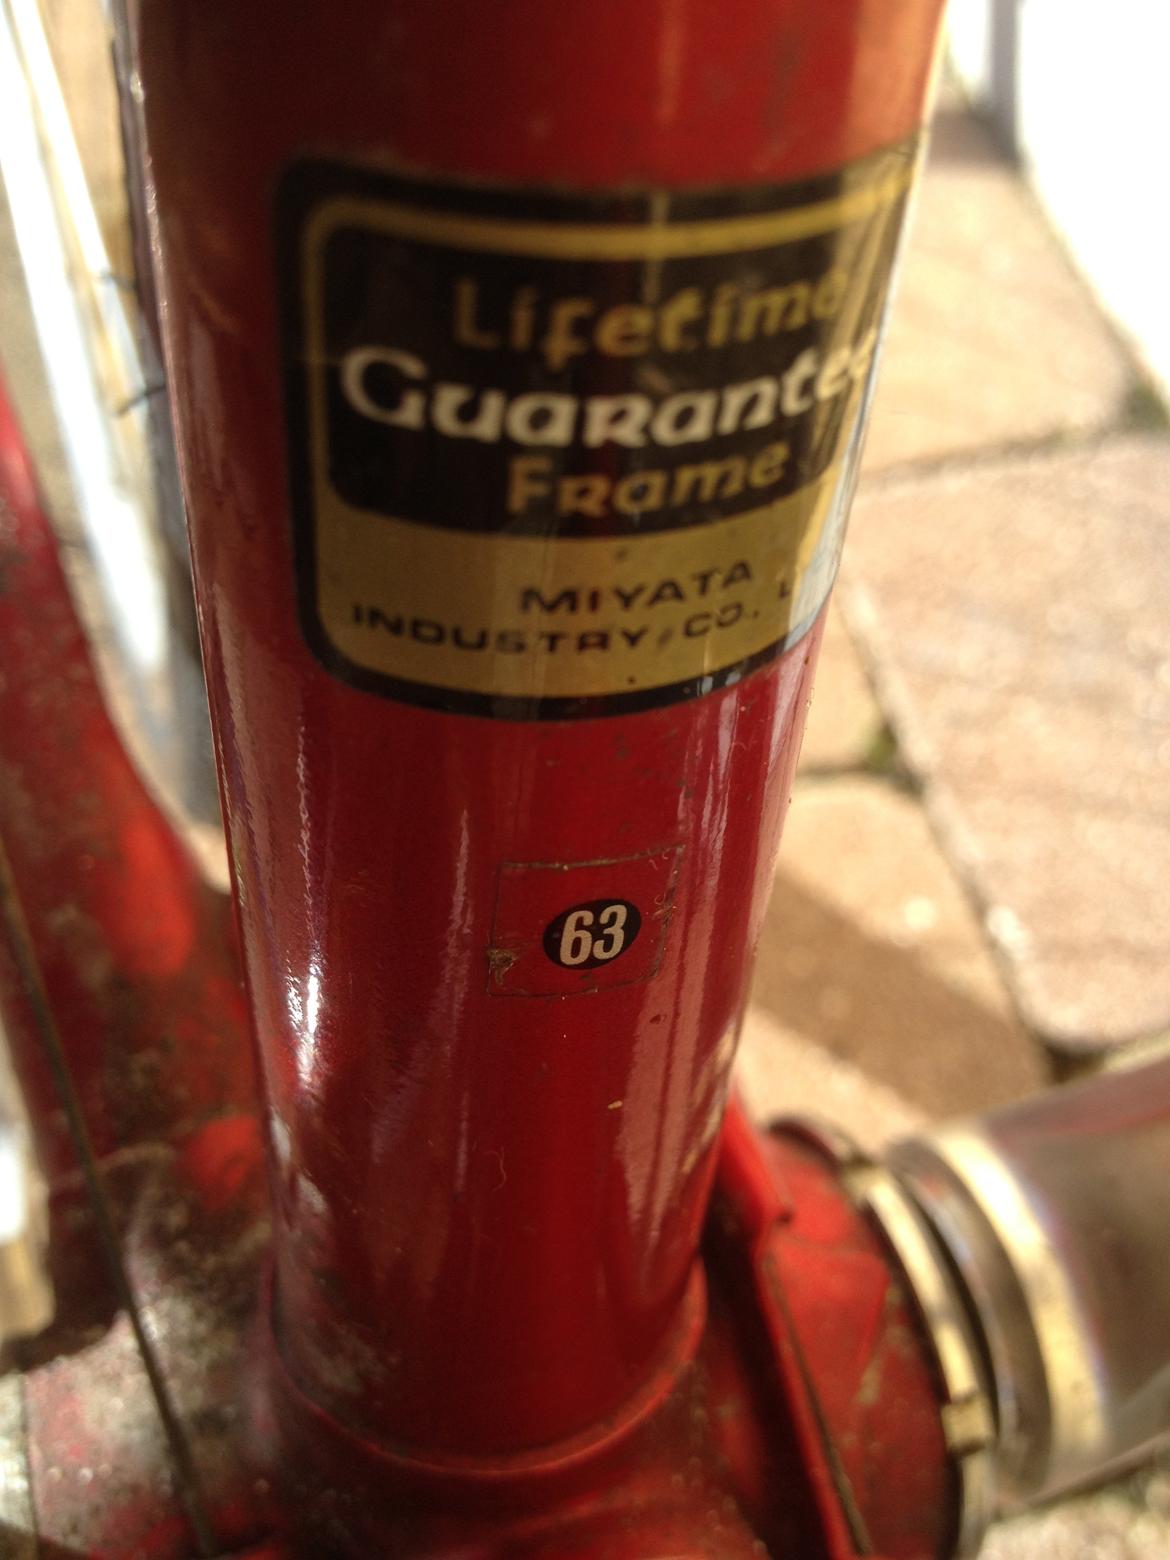 Lifetime
Guarantee
Frame
MIYATA
INDUSTRY CO., L
63